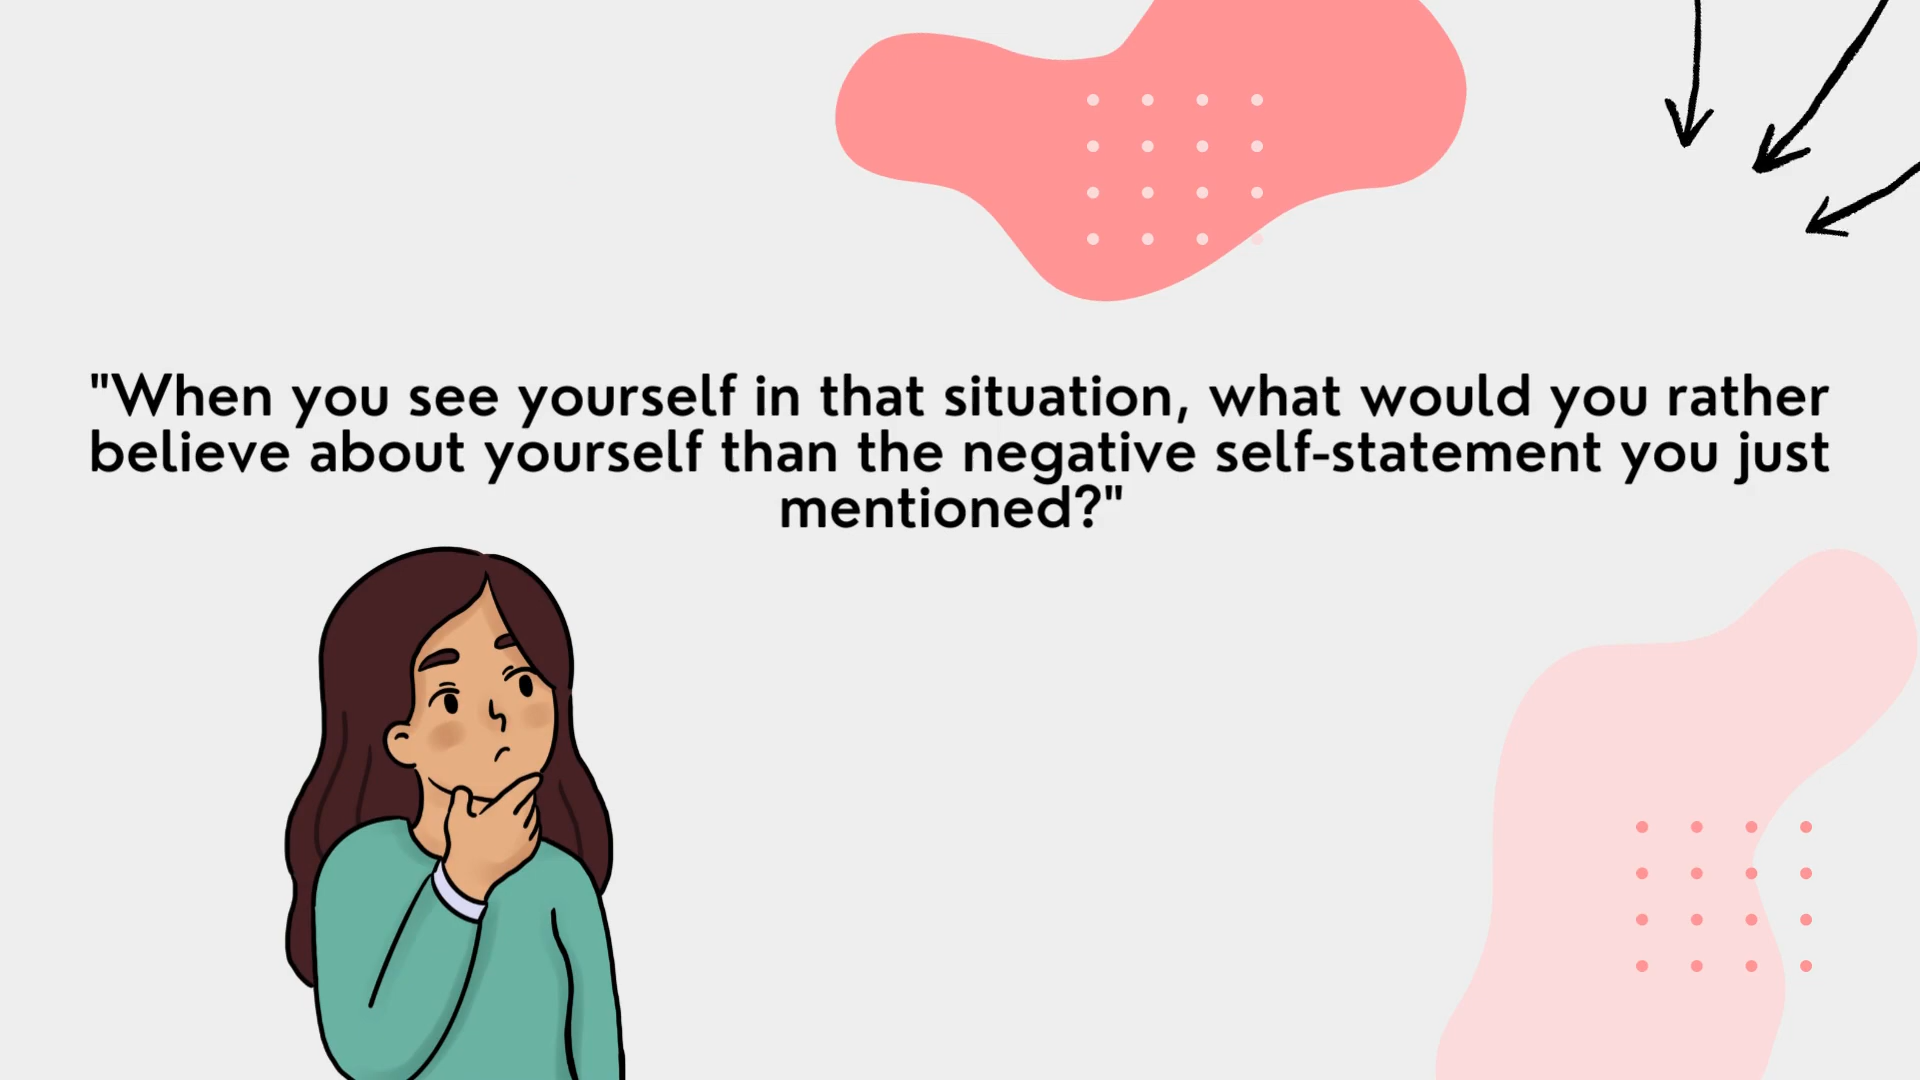 "When you see yourself in that situation, what would you rather
believe about yourself than the negative self-statement you just
mentioned?"